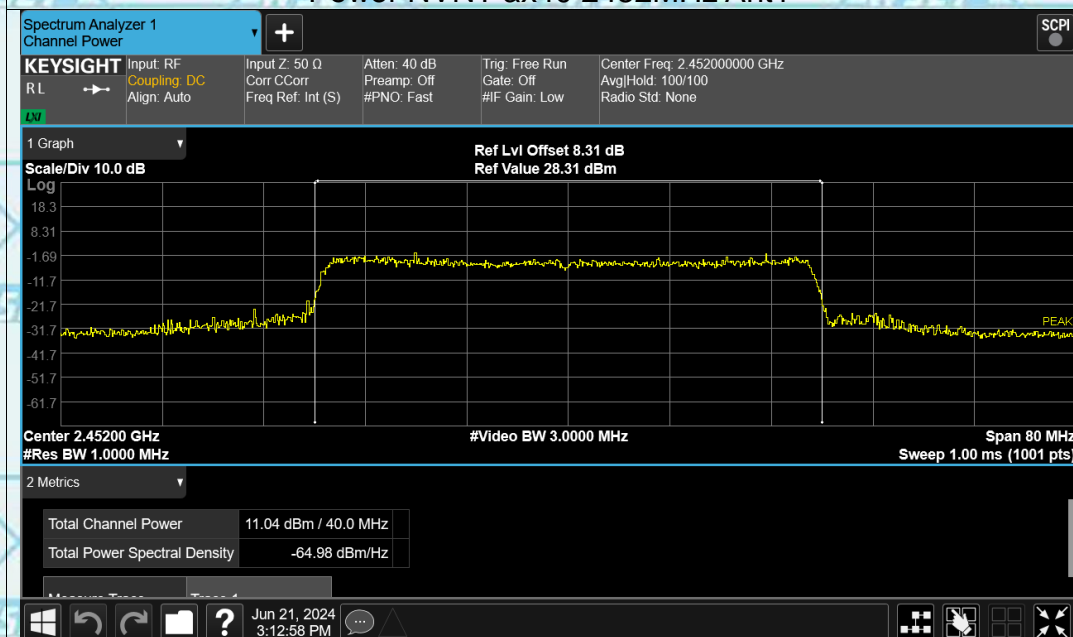 Spectrum Analyzer 1
Channel Power
+
SCPI
KEYSIGHT
RL
LXI
Input: RF
Coupling: DC
Align: Auto
Input Z: 50 Ω
Corr CCorr
Freq Ref: Int (S)
Atten: 40 dB
Preamp: Off
#PNO: Fast
Trig: Free Run
Gate: Off
#IF Gain: Low
Center Freq: 2.452000000 GHz
Avg|Hold: 100/100
Radio Std: None
1 Graph
Scale/Div 10.0 dB
Ref Lvl Offset 8.31 dB
Ref Value 28.31 dBm
Log
18.3
8.31
-1.69
-11.7
-21.7
-31.7
-41.7
-51.7
-61.7
PEAK
Center 2.45200 GHz
#Video BW 3.0000 MHz
Span 80 MHz
#Res BW 1.0000 MHz
Sweep 1.00 ms (1001 pts)
2 Metrics
Total Channel Power 11.04 dBm / 40.0 MHz
Total Power Spectral Density -64.98 dBm/Hz
?
Jun 21, 2024
3:12:58 PM